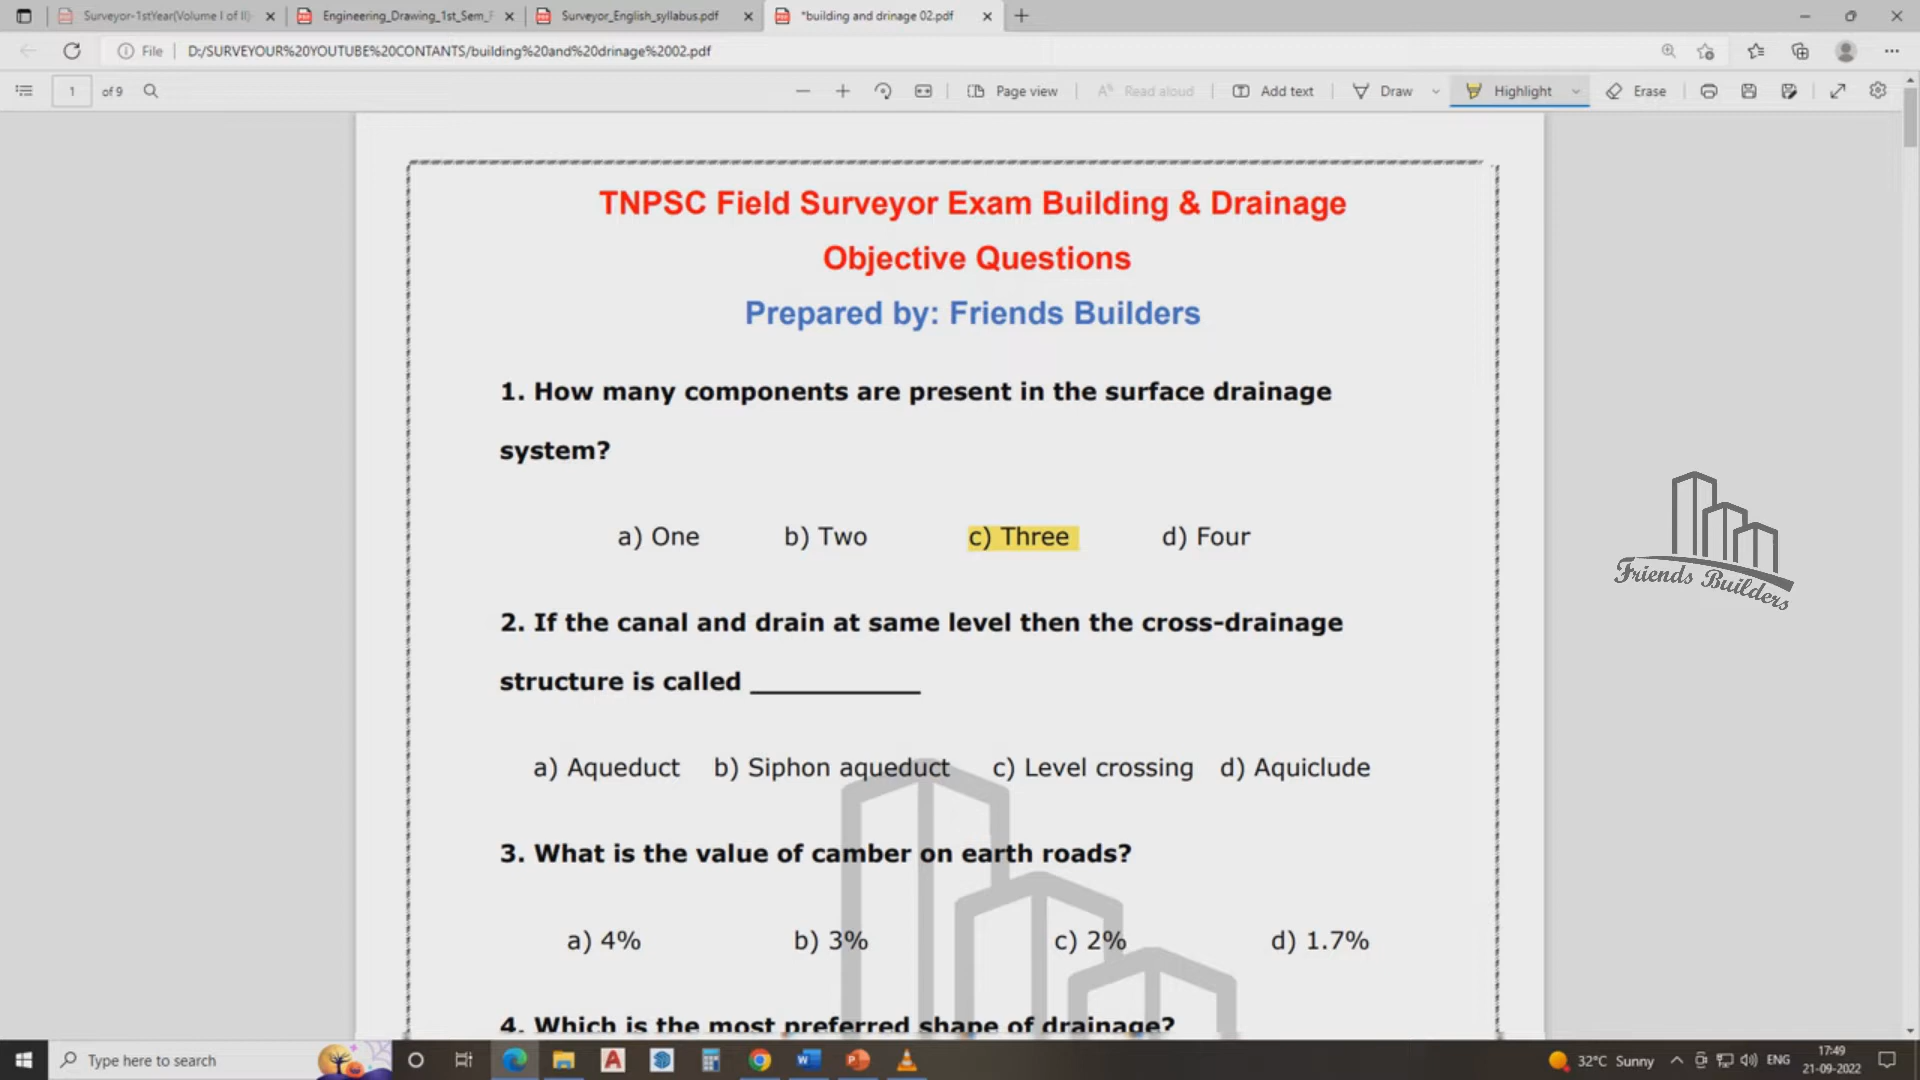 Surveyor-1stYear(Volume I of II)-
Engineering_Drawing_1st_Sem_F
Surveyor_English_syllabus.pdf
*building and drinage 02.pdf
File
D:/SURVEYOUR%20YOUTUBE%20CONTANTS/building%20and%20drinage%2002.pdf
1 of 9
Page view
Read aloud
Add text
Draw
Highlight
Erase
TNPSC Field Surveyor Exam Building & Drainage
Objective Questions
Prepared by: Friends Builders
1. How many components are present in the surface drainage
system?
a) One b) Two c) Three d) Four
Friends Builders
2. If the canal and drain at same level then the cross-drainage
structure is called ___________
a) Aqueduct b) Siphon aqueduct c) Level crossing d) Aquiclude
3. What is the value of camber on earth roads?
a) 4% b) 3% c) 2% d) 1.7%
4. Which is the most preferred shape of drainage?
Type here to search
32°C Sunny
ENG
17:49
21-09-2022